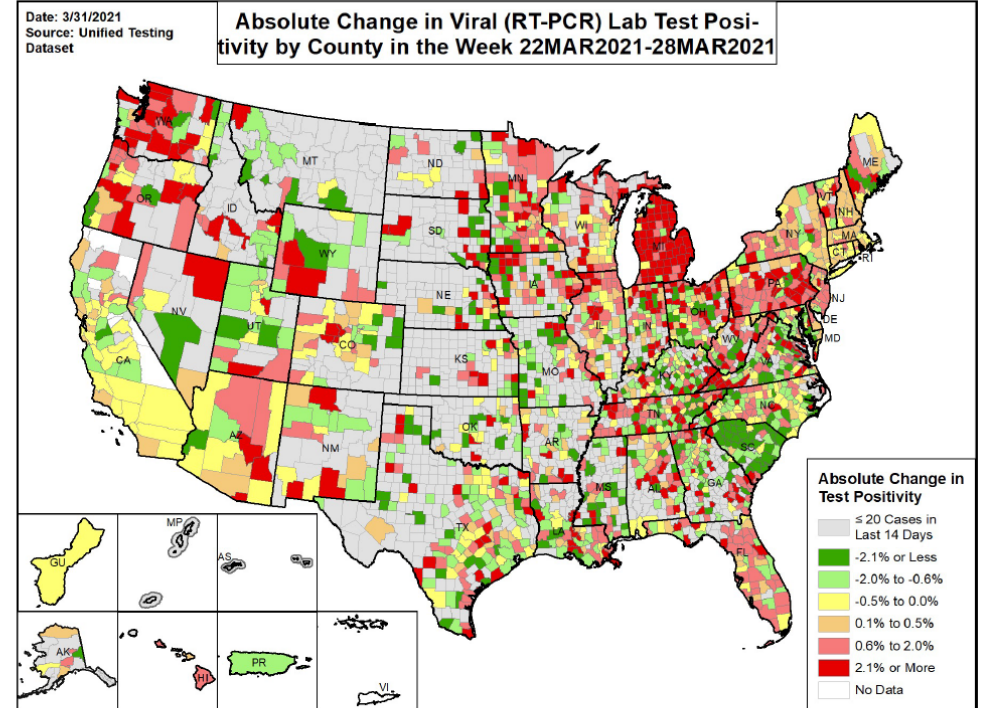 Date: 3/31/2021
Source: Unified Testing
Dataset
Absolute Change in Viral (RT-PCR) Lab Test Posi-
tivity by County in the Week 22MAR2021-28MAR2021
WA
MT
ND
MN
ME
OR
ID
SD
WI
MI
VT
NH
NY
MA
CT
RI
WY
IA
PA
NJ
NE
NV
UT
CO
IL
IN
OH
DE
MD
WV
VA
CA
KS
MO
KY
AZ
NM
OK
AR
TN
NC
SC
MS
AL
GA
TX
LA
FL
Absolute Change in
Test Positivity
≤ 20 Cases in
Last 14 Days
-2.1% or Less
-2.0% to -0.6%
-0.5% to 0.0%
0.1% to 0.5%
0.6% to 2.0%
2.1% or More
No Data
GU
MP
AS
AK
HI
PR
VI